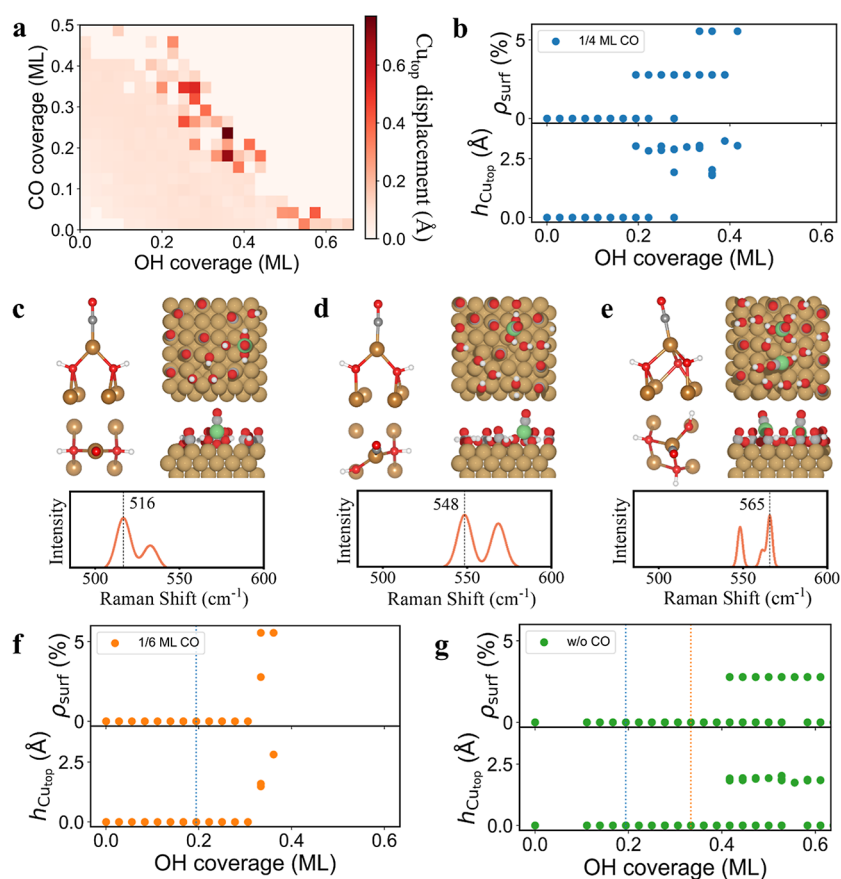 a
0.5
0.4
0.3
0.2
0.1
0.0
CO coverage (ML)
0.0 0.2 0.4 0.6
OH coverage (ML)
0.6
0.4
0.2
0.0
Cu_top displacement (Å)
b
1/4 ML CO
5
0
ρ_surf (%)
2.5
0.0
h_Cu_top (Å)
0.0 0.2 0.4 0.6
OH coverage (ML)
c
516
Intensity
500 550 600
Raman Shift (cm⁻¹)
d
548
Intensity
500 550 600
Raman Shift (cm⁻¹)
e
565
Intensity
500 550 600
Raman Shift (cm⁻¹)
f
1/6 ML CO
5
0
ρ_surf (%)
2.5
0.0
h_Cu_top (Å)
0.0 0.2 0.4 0.6
OH coverage (ML)
g
w/o CO
5
0
ρ_surf (%)
2.5
0.0
h_Cu_top (Å)
0.0 0.2 0.4 0.6
OH coverage (ML)